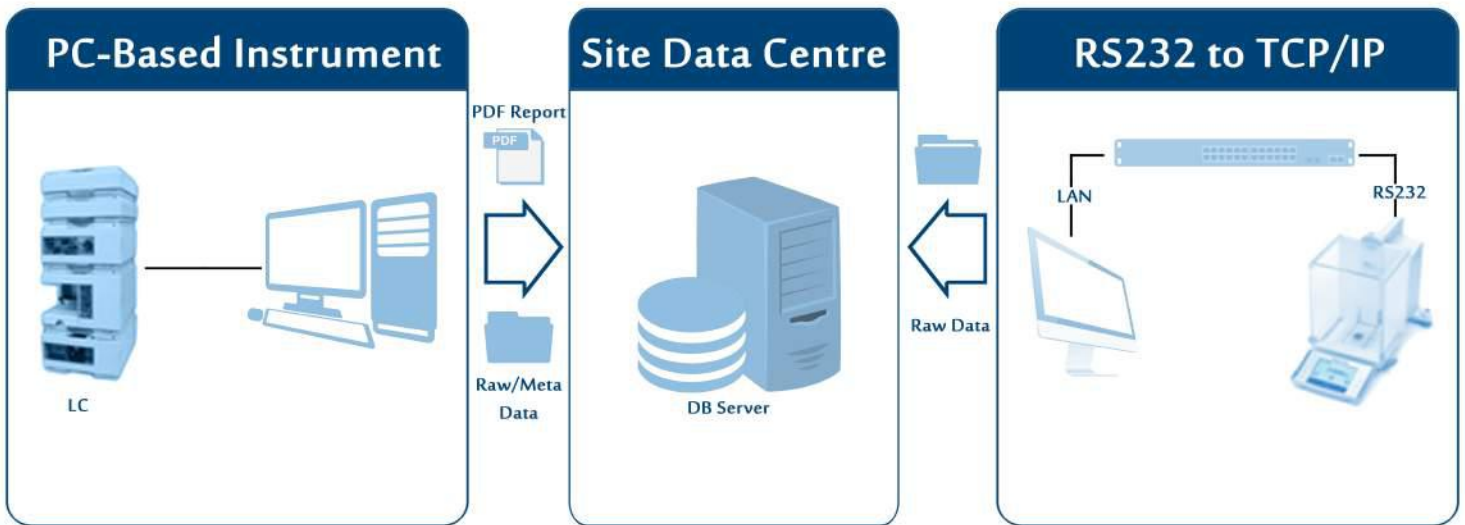 PC-Based Instrument
LC
PDF Report
PDF
Raw/Meta
Data
Site Data Centre
DB Server
Raw Data
RS232 to TCP/IP
LAN
RS232